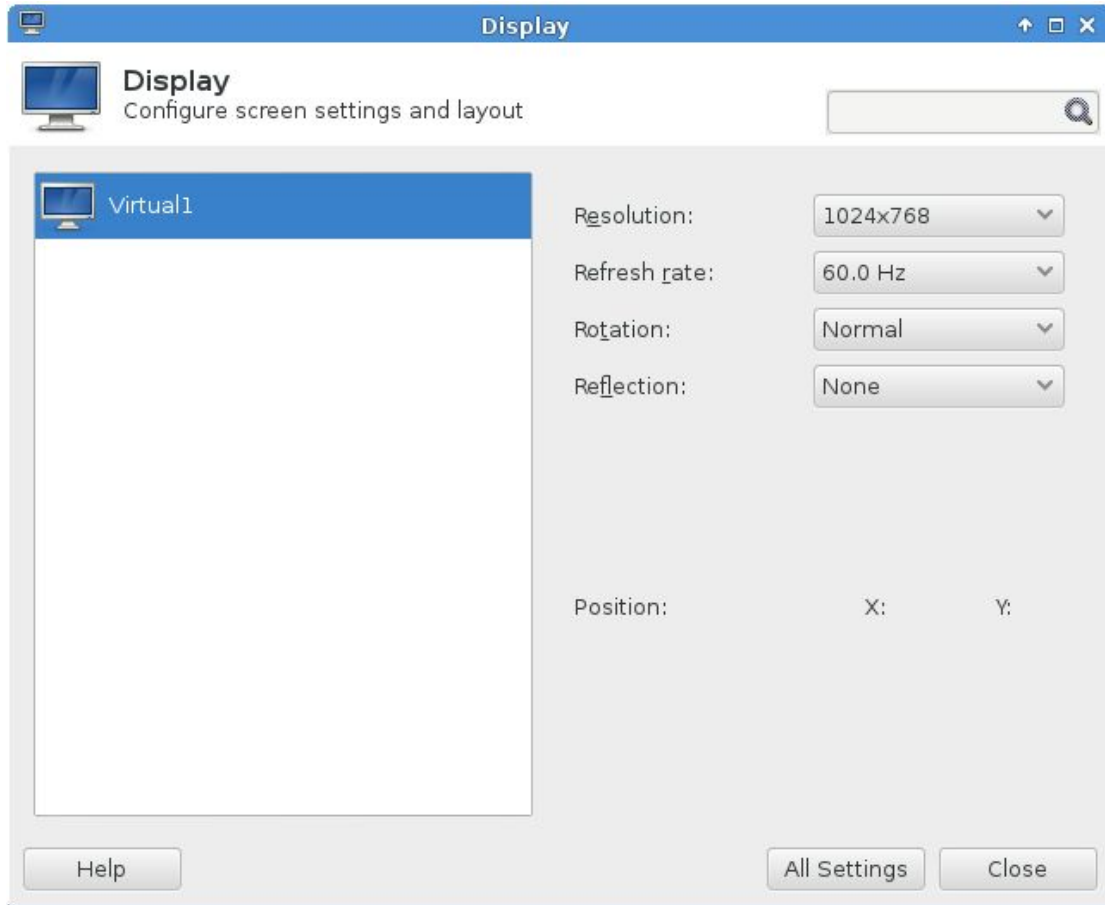 Display
Display
Configure screen settings and layout
Virtual1
Resolution: 1024x768
Refresh rate: 60.0 Hz
Rotation: Normal
Reflection: None
Position: X: Y:
Help All Settings Close